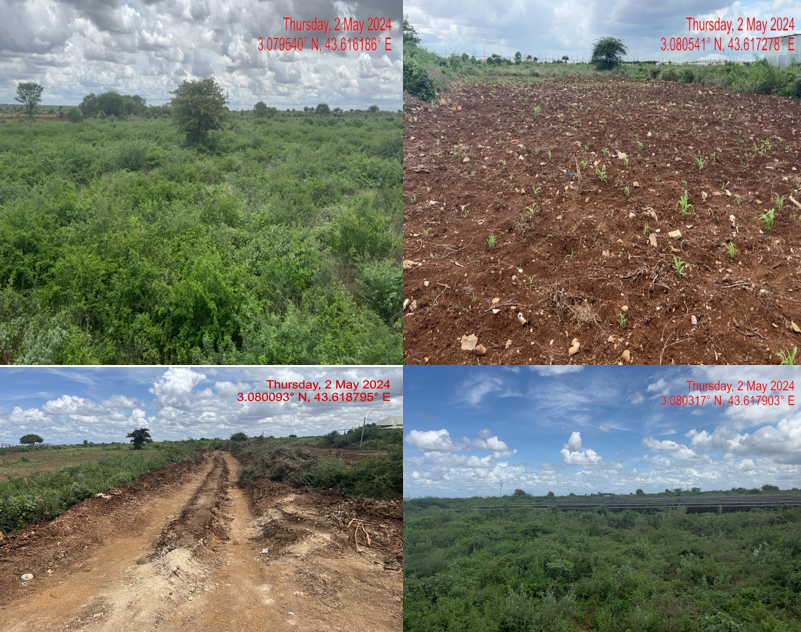 Thursday, 2 May 2024
3.079540° N, 43.616186° E
Thursday, 2 May 2024
3.080541° N, 43.617278° E
Thursday, 2 May 2024
3.080093° N, 43.618795° E
Thursday, 2 May 2024
3.080317° N, 43.617903° E